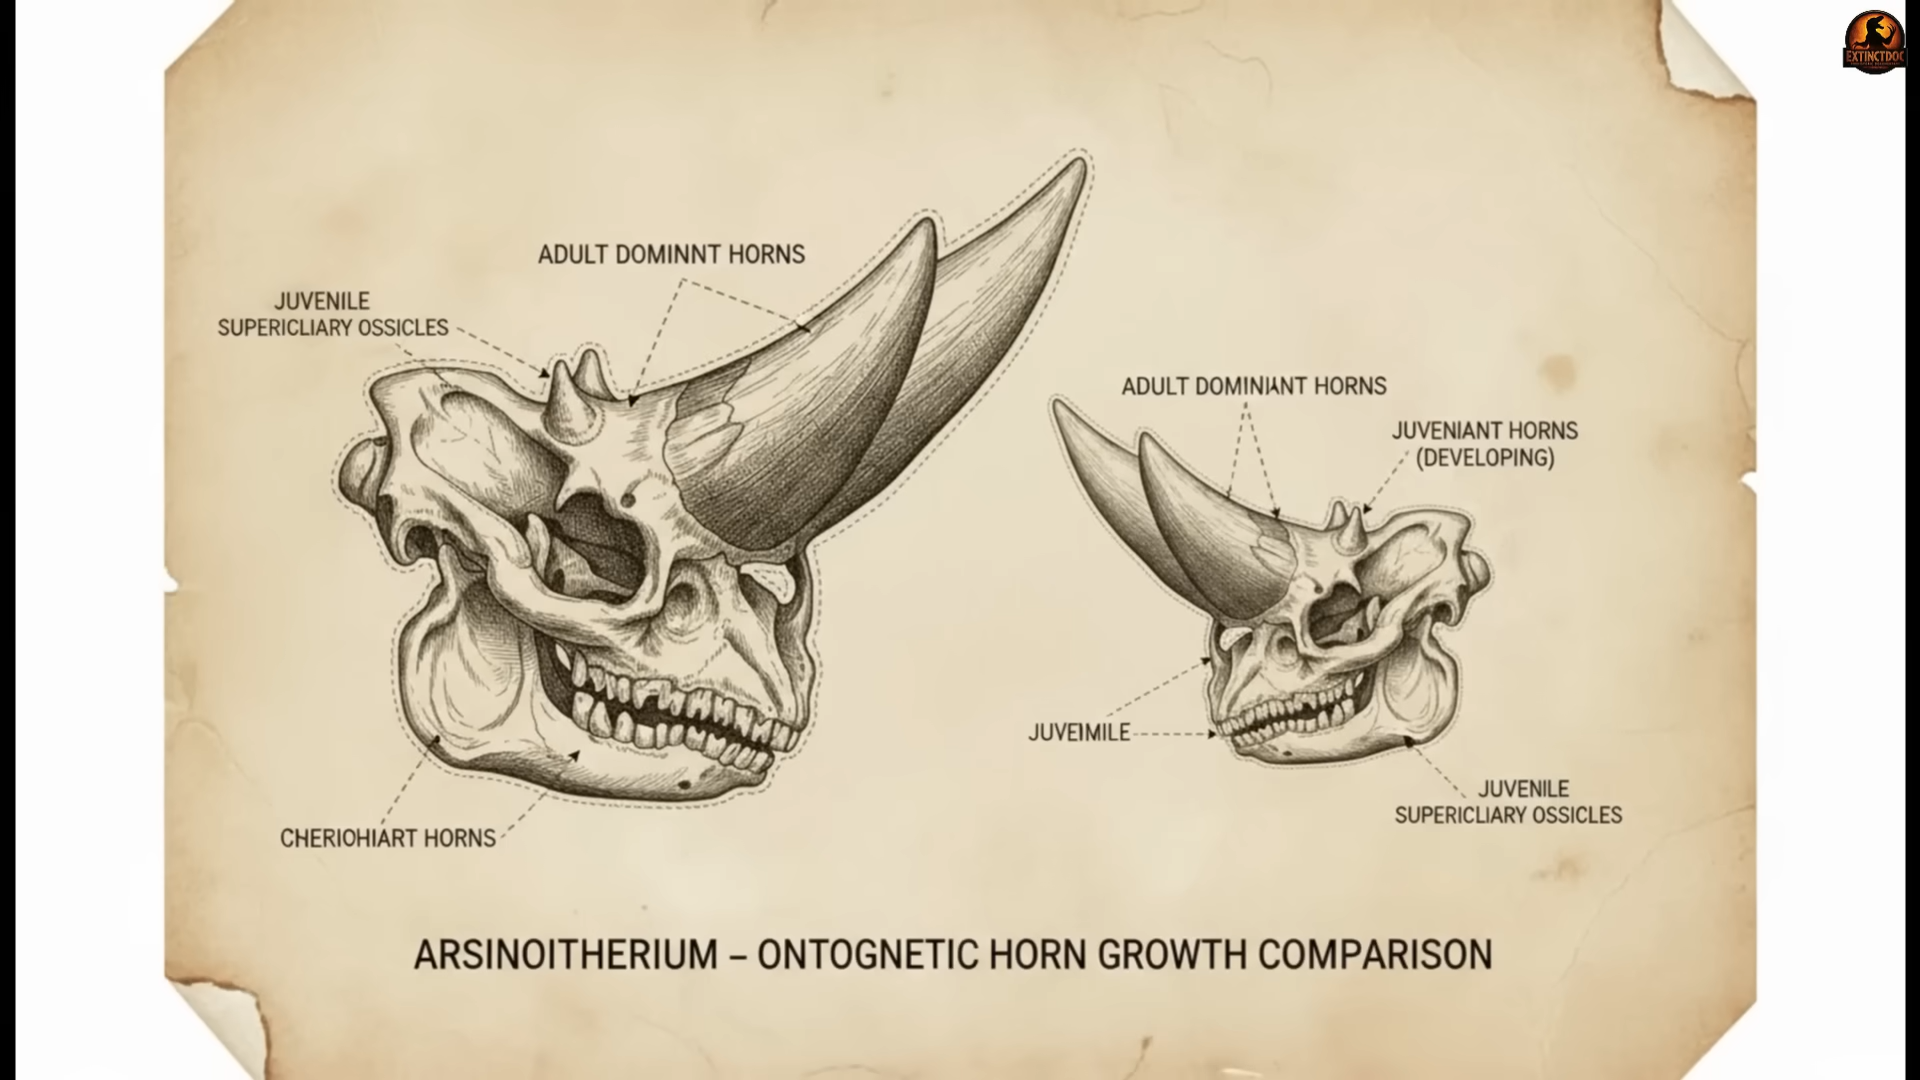 EXTINCTDOC
ADULT DOMINNT HORNS
JUVENILE
SUPERICLIARY OSSICLES
ADULT DOMINIANT HORNS
JUVENIANT HORNS
(DEVELOPING)
JUVEIMILE
JUVENILE
SUPERICLIARY OSSICLES
CHERIOHIART HORNS
ARSINOITHERIUM – ONTOGNETIC HORN GROWTH COMPARISON